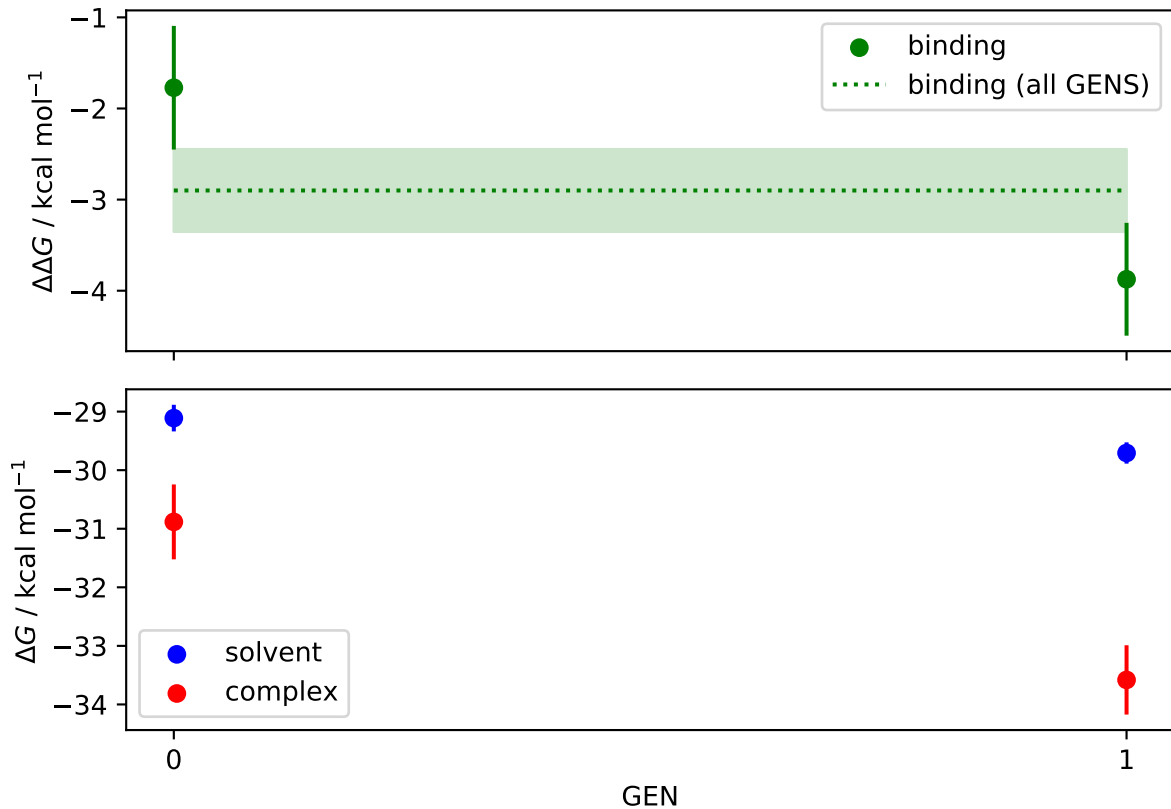 −1
−2
−3
−4
ΔΔG / kcal mol⁻¹
binding
binding (all GENS)
−29
−30
−31
−32
−33
−34
ΔG / kcal mol⁻¹
solvent
complex
0
1
GEN